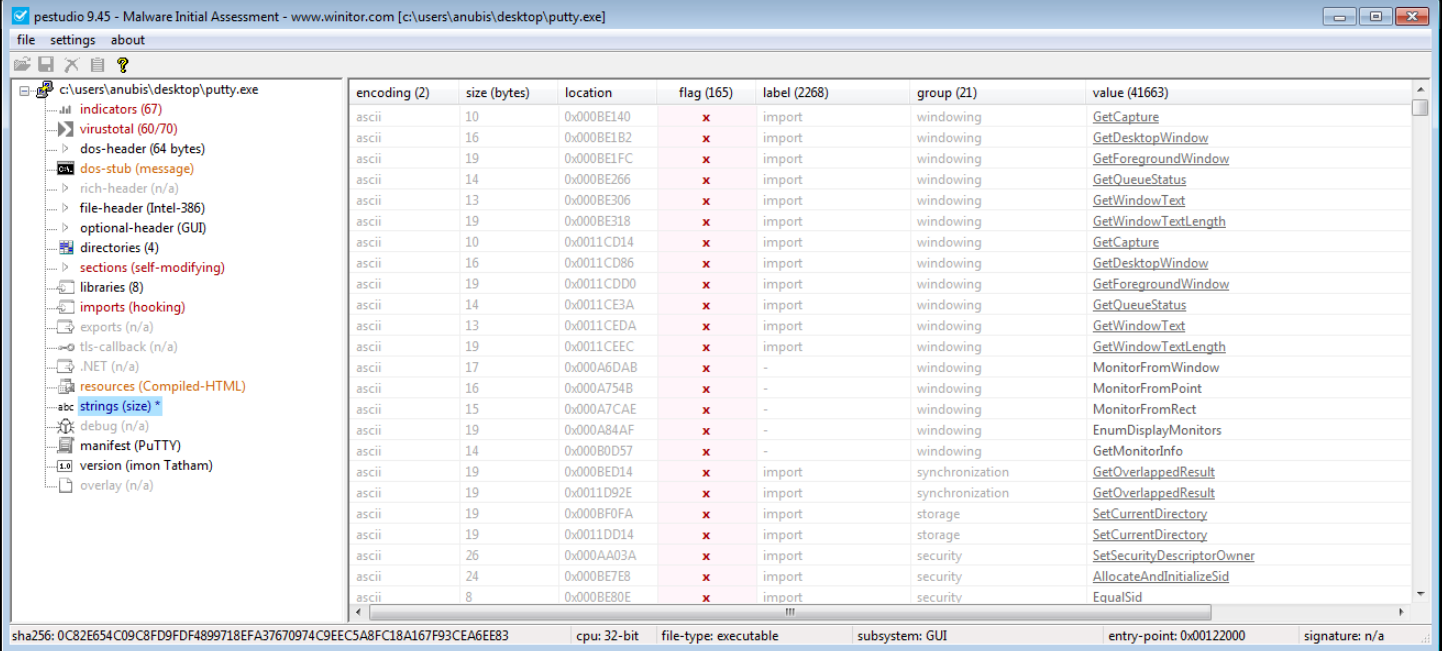 pestudio 9.45 - Malware Initial Assessment - www.winitor.com [c:\users\anubis\desktop\putty.exe]
file settings about
c:\users\anubis\desktop\putty.exe
indicators (67)
virustotal (60/70)
dos-header (64 bytes)
dos-stub (message)
rich-header (n/a)
file-header (Intel-386)
optional-header (GUI)
directories (4)
sections (self-modifying)
libraries (8)
imports (hooking)
exports (n/a)
tls-callback (n/a)
.NET (n/a)
resources (Compiled-HTML)
abc strings (size) *
debug (n/a)
manifest (PuTTY)
1.0 version (imon Tatham)
overlay (n/a)
encoding (2) size (bytes) location flag (165) label (2268) group (21) value (41663)
ascii 10 0x000BE140 x import windowing GetCapture
ascii 16 0x000BE1B2 x import windowing GetDesktopWindow
ascii 19 0x000BE1FC x import windowing GetForegroundWindow
ascii 14 0x000BE266 x import windowing GetQueueStatus
ascii 13 0x000BE306 x import windowing GetWindowText
ascii 19 0x000BE318 x import windowing GetWindowTextLength
ascii 10 0x0011CD14 x import windowing GetCapture
ascii 16 0x0011CD86 x import windowing GetDesktopWindow
ascii 19 0x0011CDD0 x import windowing GetForegroundWindow
ascii 14 0x0011CE3A x import windowing GetQueueStatus
ascii 13 0x0011CEDA x import windowing GetWindowText
ascii 19 0x0011CEEC x import windowing GetWindowTextLength
ascii 17 0x000A6DAB x - windowing MonitorFromWindow
ascii 16 0x000A754B x - windowing MonitorFromPoint
ascii 15 0x000A7CAE x - windowing MonitorFromRect
ascii 19 0x000A84AF x - windowing EnumDisplayMonitors
ascii 14 0x000B0D57 x - windowing GetMonitorInfo
ascii 19 0x000BED14 x import synchronization GetOverlappedResult
ascii 19 0x0011D92E x import synchronization GetOverlappedResult
ascii 19 0x000BF0FA x import storage SetCurrentDirectory
ascii 19 0x0011DD14 x import storage SetCurrentDirectory
ascii 26 0x000AA03A x import security SetSecurityDescriptorOwner
ascii 24 0x000BE7E8 x import security AllocateAndInitializeSid
ascii 8 0x000BE80E x import security EqualSid
sha256: 0C82E654C09C8FD9FDF4899718EFA37670974C9EEC5A8FC18A167F93CEA6EE83 cpu: 32-bit file-type: executable subsystem: GUI entry-point: 0x00122000 signature: n/a